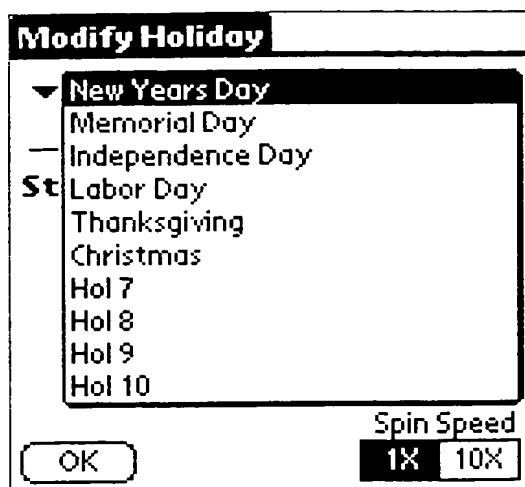 Modify Holiday
New Years Day
Memorial Day
Independence Day
St Labor Day
Thanksgiving
Christmas
Hol 7
Hol 8
Hol 9
Hol 10
Spin Speed
OK 1X 10X